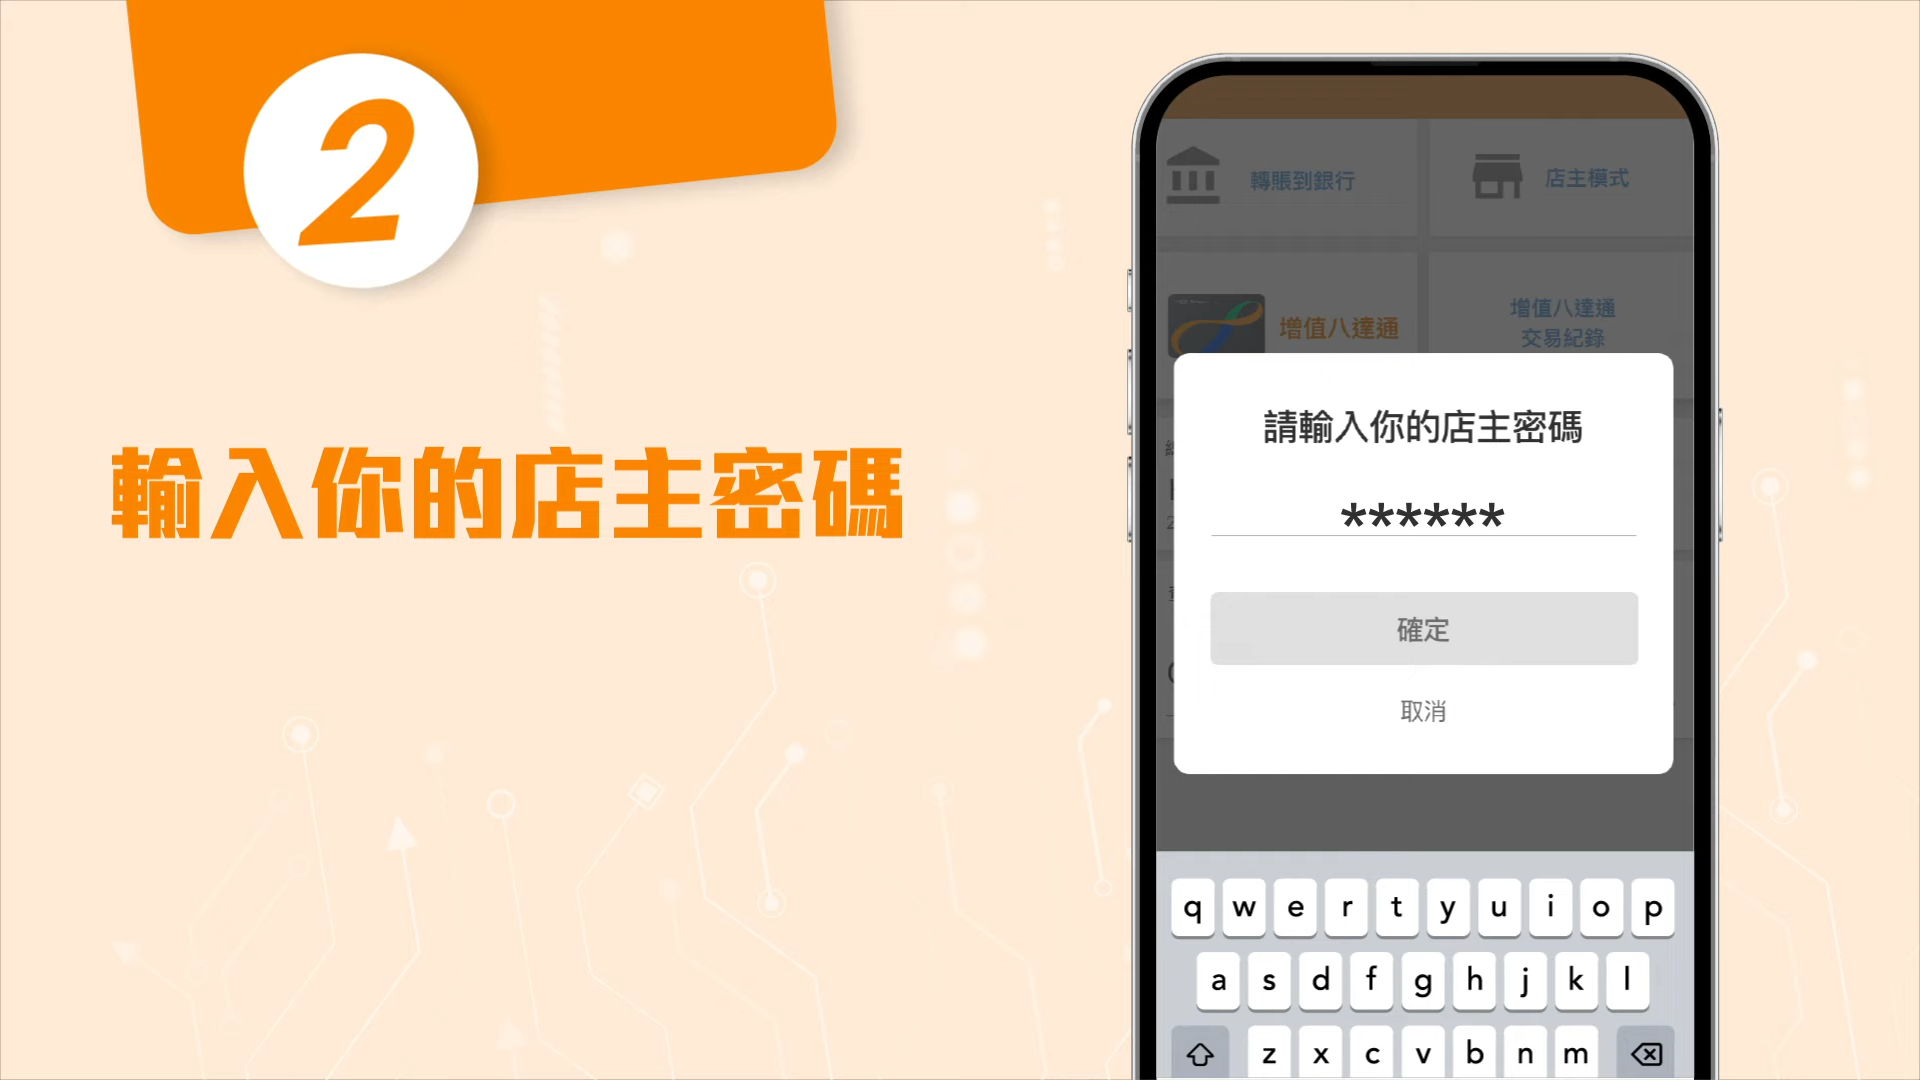 2
輸入你的店主密碼
轉賬到銀行
店主模式
增值八達通
增值八達通
交易紀錄
請輸入你的店主密碼
******
確定
取消
q w e r t y u i o p
a s d f g h j k l
z x c v b n m